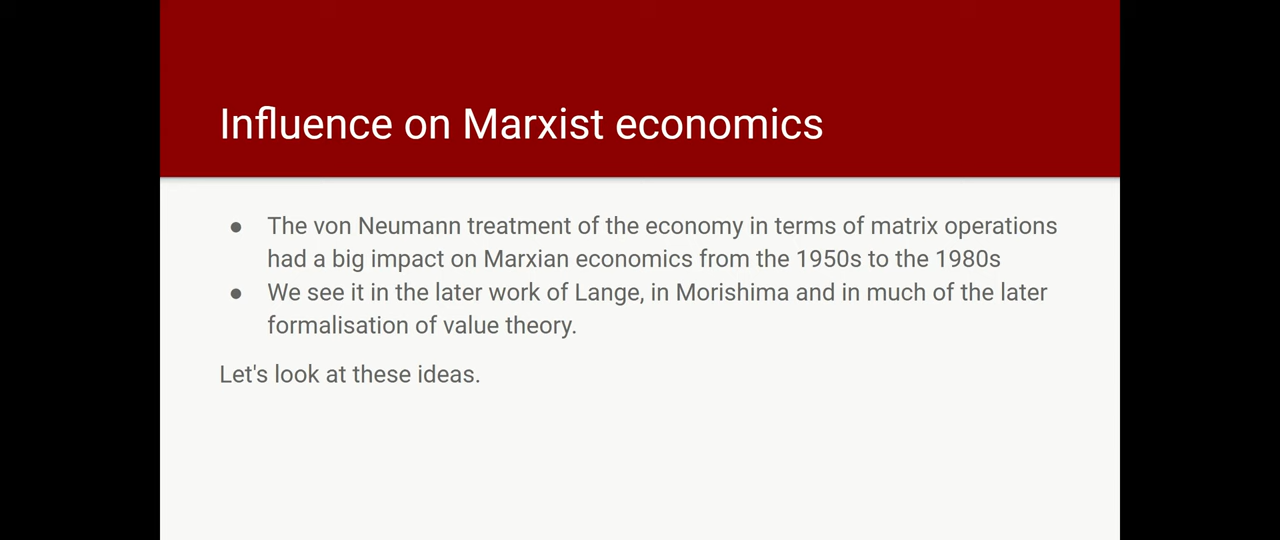 Influence on Marxist economics
● The von Neumann treatment of the economy in terms of matrix operations
had a big impact on Marxian economics from the 1950s to the 1980s
● We see it in the later work of Lange, in Morishima and in much of the later
formalisation of value theory.
Let's look at these ideas.